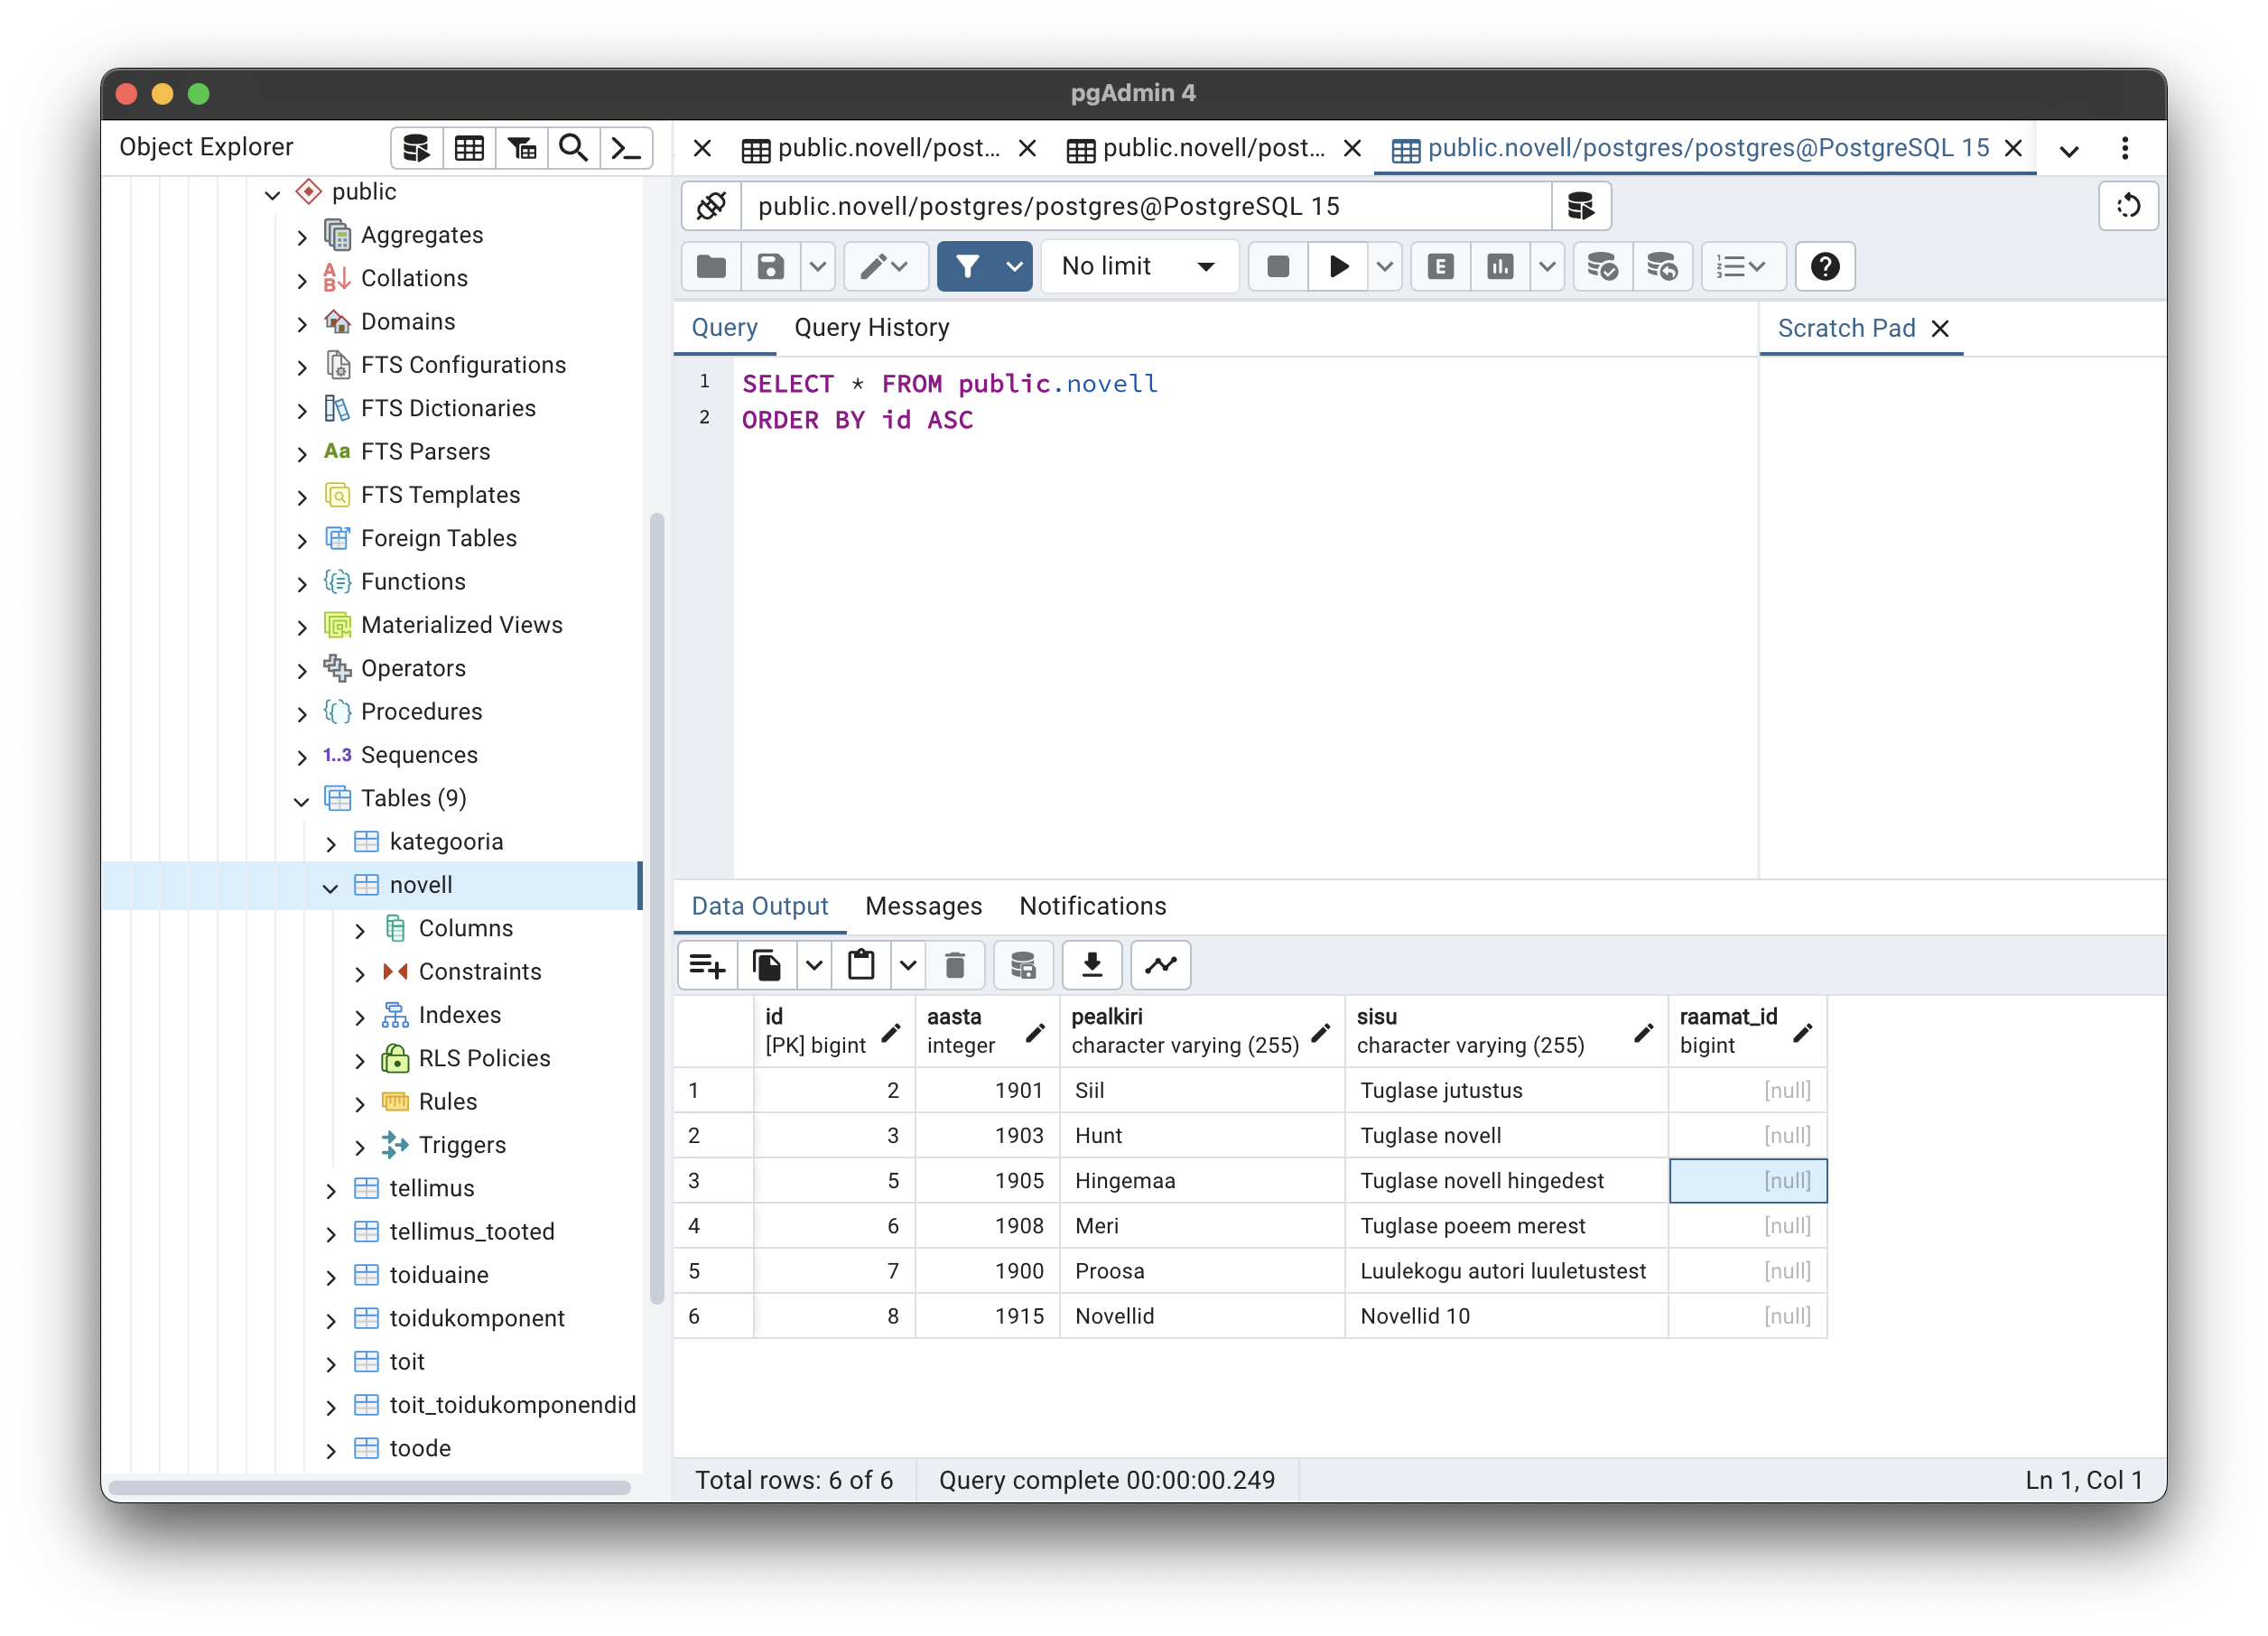 pgAdmin 4
Object Explorer
public
Aggregates
Collations
Domains
FTS Configurations
FTS Dictionaries
Aa FTS Parsers
FTS Templates
Foreign Tables
Functions
Materialized Views
Operators
Procedures
1..3 Sequences
Tables (9)
kategooria
novell
Columns
Constraints
Indexes
RLS Policies
Rules
Triggers
tellimus
tellimus_tooted
toiduaine
toidukomponent
toit
toit_toidukomponendid
toode
public.novell/post... public.novell/post... public.novell/postgres/postgres@PostgreSQL 15
public.novell/postgres/postgres@PostgreSQL 15
No limit
Query Query History
Scratch Pad
1 SELECT * FROM public.novell
2 ORDER BY id ASC
Data Output Messages Notifications
id aasta pealkiri sisu raamat_id
[PK] bigint integer character varying (255) character varying (255) bigint
1 2 1901 Siil Tuglase jutustus [null]
2 3 1903 Hunt Tuglase novell [null]
3 5 1905 Hingemaa Tuglase novell hingedest [null]
4 6 1908 Meri Tuglase poeem merest [null]
5 7 1900 Proosa Luulekogu autori luuletustest [null]
6 8 1915 Novellid Novellid 10 [null]
Total rows: 6 of 6 Query complete 00:00:00.249 Ln 1, Col 1